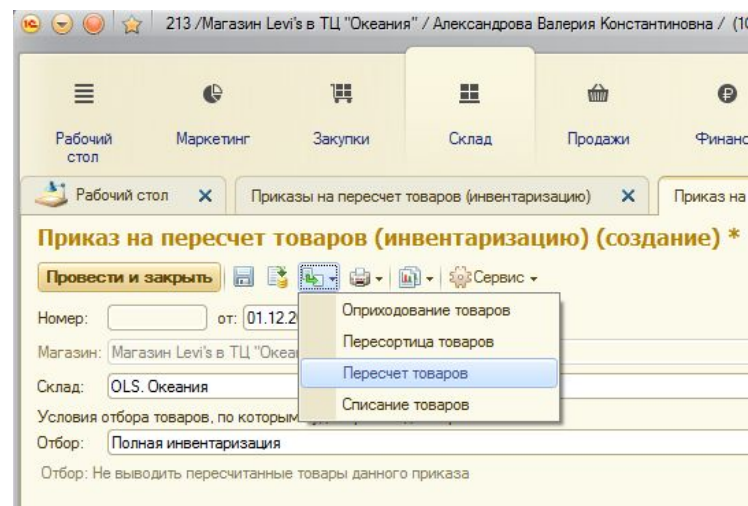 213 /Магазин Levi's в ТЦ "Океания" / Александрова Валерия Константиновна /
Рабочий стол
Маркетинг
Закупки
Склад
Продажи
Рабочий стол
Приказы на пересчет товаров (инвентаризацию)
Приказ на
Приказ на пересчет товаров (инвентаризацию) (создание) *
Провести и закрыть
Сервис
Номер:
от: 01.12.2
Оприходование товаров
Магазин: Магазин Levi's в ТЦ
Пересортица товаров
Склад: OLS. Океания
Пересчет товаров
Условия отбора товаров, по которым
Списание товаров
Отбор: Полная инвентаризация
Отбор: Не выводить пересчитанные товары данного приказа